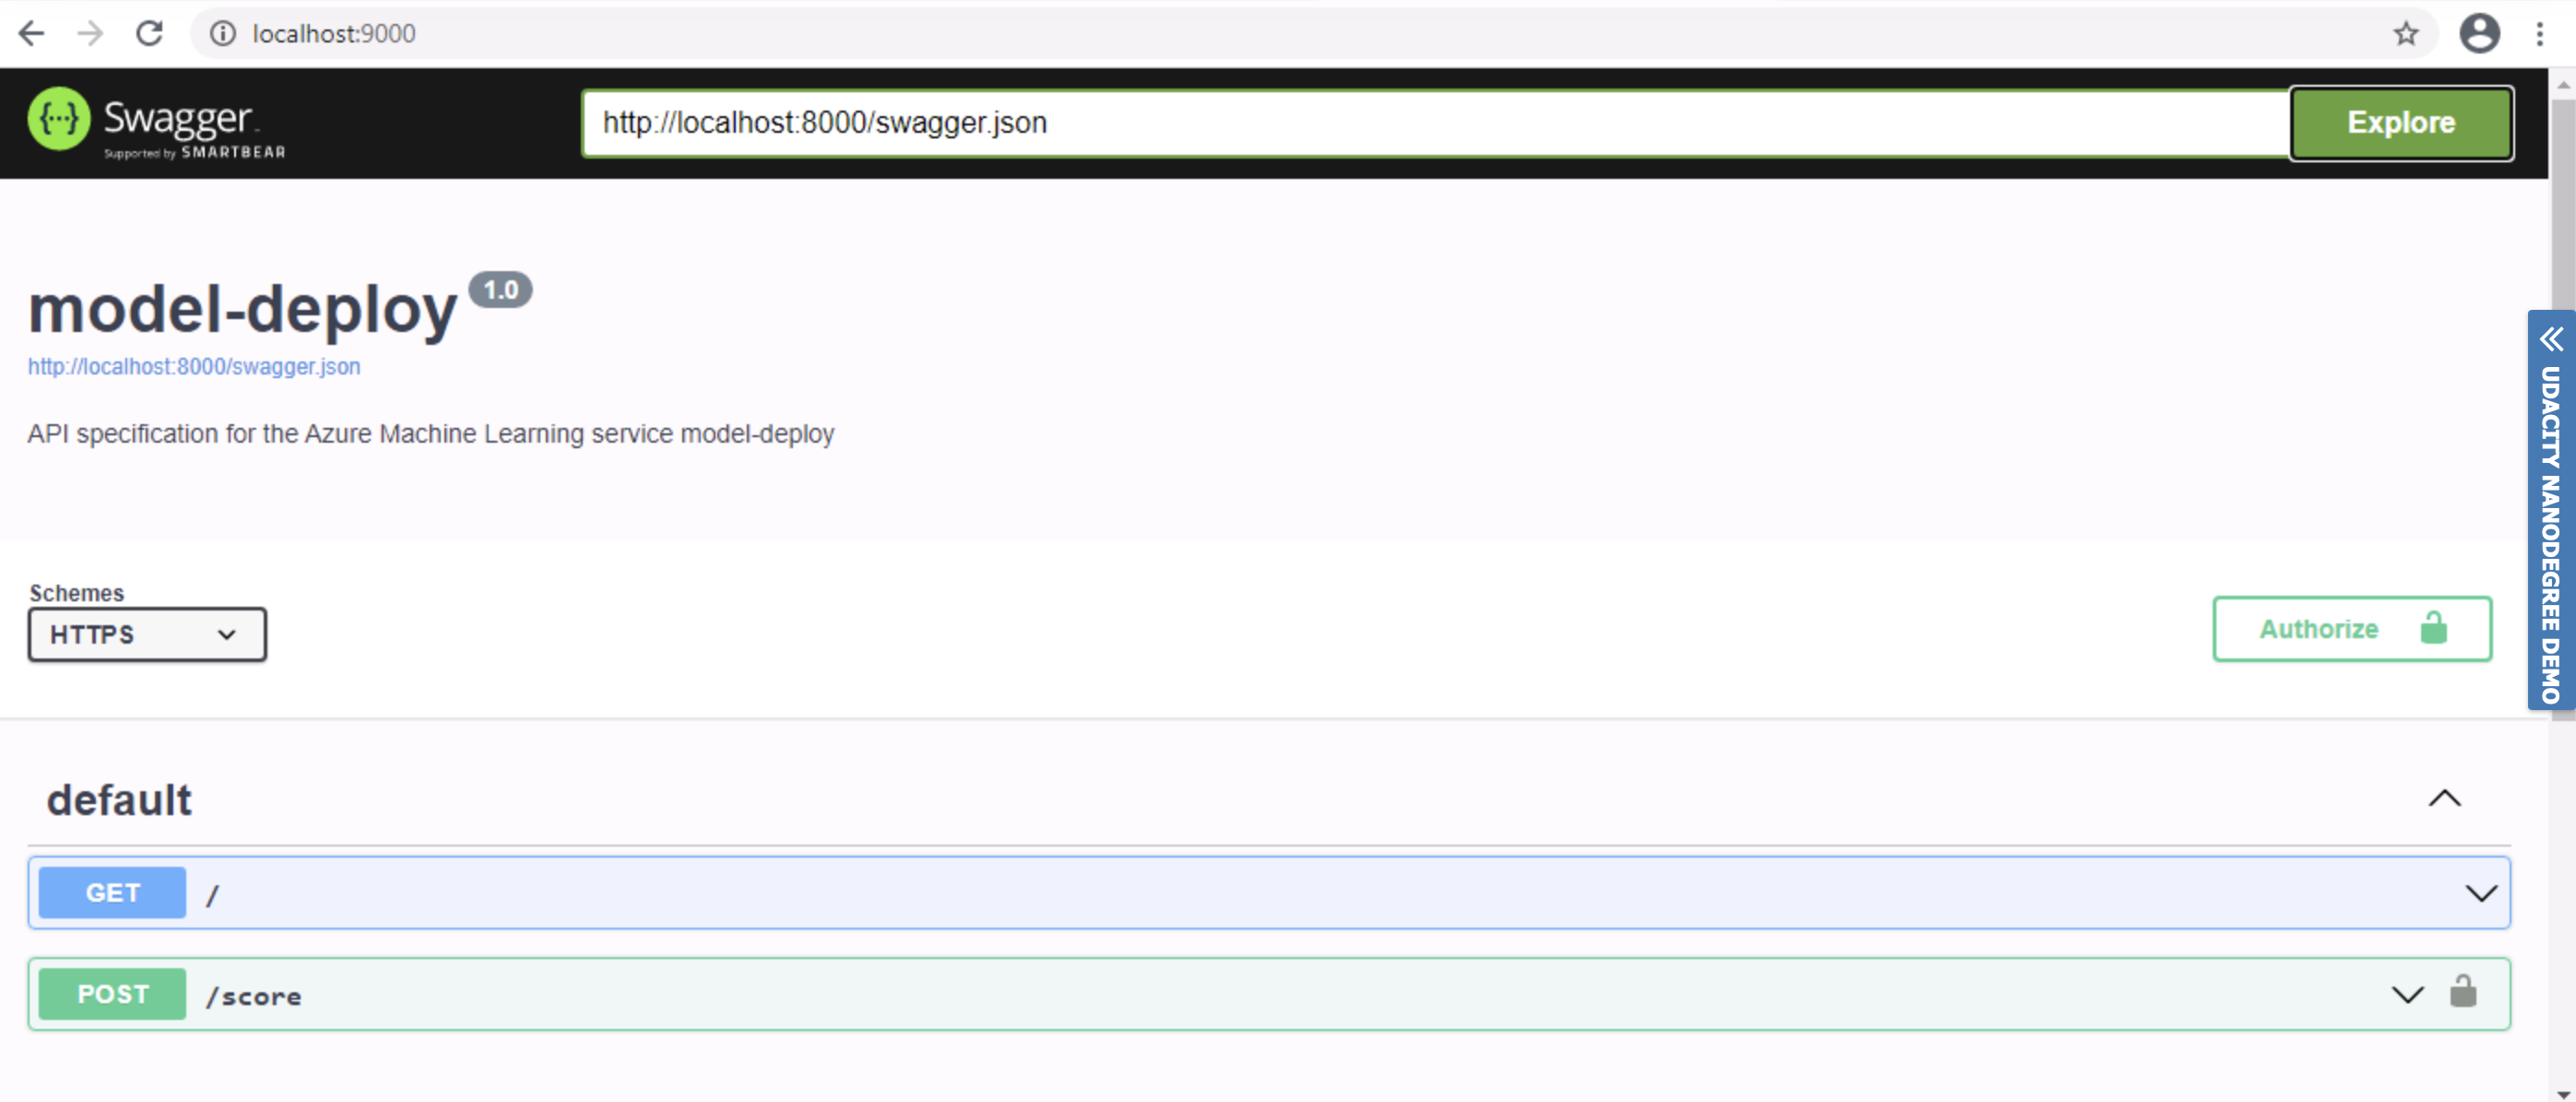 localhost:9000
Swagger
Supported by SMARTBEAR
http://localhost:8000/swagger.json
Explore
model-deploy 1.0
http://localhost:8000/swagger.json
API specification for the Azure Machine Learning service model-deploy
UDACITY NANODEGREE DEMO
Schemes
HTTPS
Authorize
default
GET /
POST /score